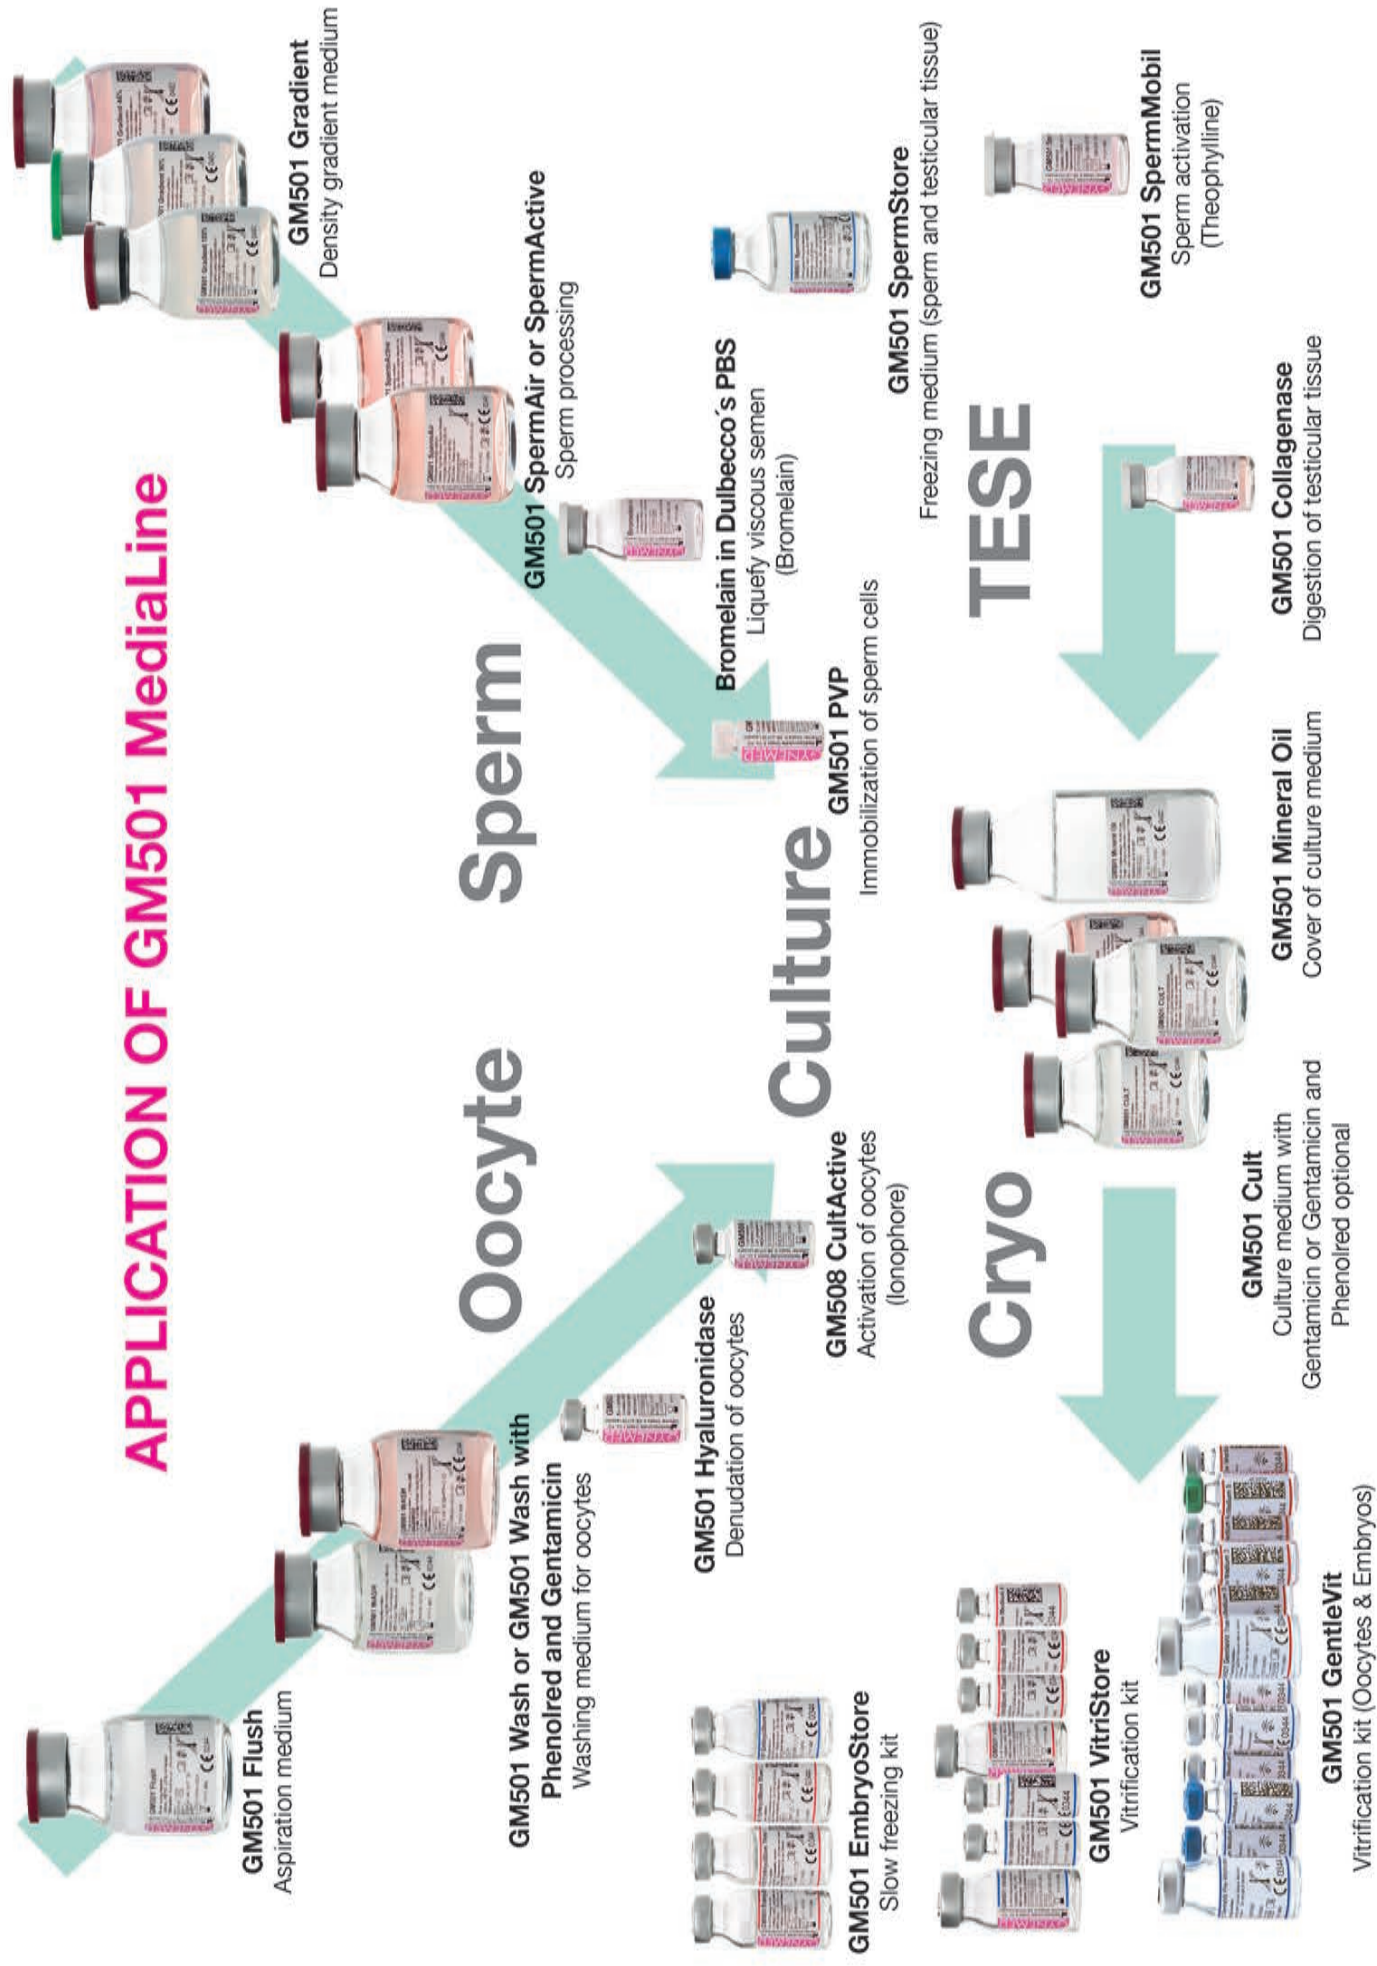 APPLICATION OF GM501 MediaLine
GM501 Flush
Aspiration medium
GM501 Wash or GM501 Wash with
Phenolred and Gentamicin
Washing medium for oocytes
GM501 Hyaluronidase
Denudation of oocytes
GM508 CultActive
Activation of oocytes
(Ionophore)
Oocyte
Sperm
GM501 Gradient
Density gradient medium
GM501 SpermAir or SpermActive
Sperm processing
Bromelain in Dulbecco´s PBS
Liquefy viscous semen
(Bromelain)
GM501 PVP
Immobilization of sperm cells
Culture
GM501 SpermStore
Freezing medium (sperm and testicular tissue)
GM501 SpermMobil
Sperm activation
(Theophylline)
TESE
GM501 Collagenase
Digestion of testicular tissue
GM501 Mineral Oil
Cover of culture medium
GM501 Cult
Culture medium with
Gentamicin or Gentamicin and
Phenolred optional
Cryo
GM501 EmbryoStore
Slow freezing kit
GM501 VitriStore
Vitrification kit
GM501 GentleVit
Vitrification kit (Oocytes & Embryos)